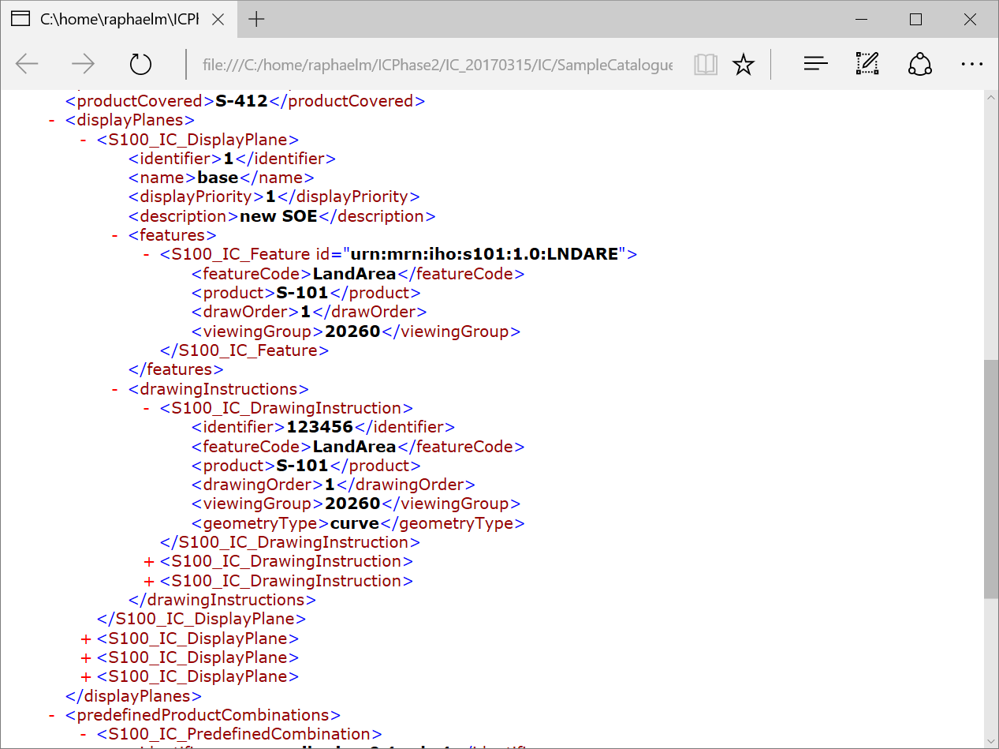 C:\home\raphaelm\ICPh
file:///C:/home/raphaelm/ICPhase2/IC_20170315/IC/SampleCatalogue
<productCovered>S-412</productCovered>
- <displayPlanes>
- <S100_IC_DisplayPlane>
<identifier>1</identifier>
<name>base</name>
<displayPriority>1</displayPriority>
<description>new SOE</description>
- <features>
- <S100_IC_Feature id="urn:mrn:iho:s101:1.0:LNDARE">
<featureCode>LandArea</featureCode>
<product>S-101</product>
<drawOrder>1</drawOrder>
<viewingGroup>20260</viewingGroup>
</S100_IC_Feature>
</features>
- <drawingInstructions>
- <S100_IC_DrawingInstruction>
<identifier>123456</identifier>
<featureCode>LandArea</featureCode>
<product>S-101</product>
<drawingOrder>1</drawingOrder>
<viewingGroup>20260</viewingGroup>
<geometryType>curve</geometryType>
</S100_IC_DrawingInstruction>
+ <S100_IC_DrawingInstruction>
+ <S100_IC_DrawingInstruction>
</drawingInstructions>
</S100_IC_DisplayPlane>
+ <S100_IC_DisplayPlane>
+ <S100_IC_DisplayPlane>
+ <S100_IC_DisplayPlane>
</displayPlanes>
- <predefinedProductCombinations>
- <S100_IC_PredefinedCombination>